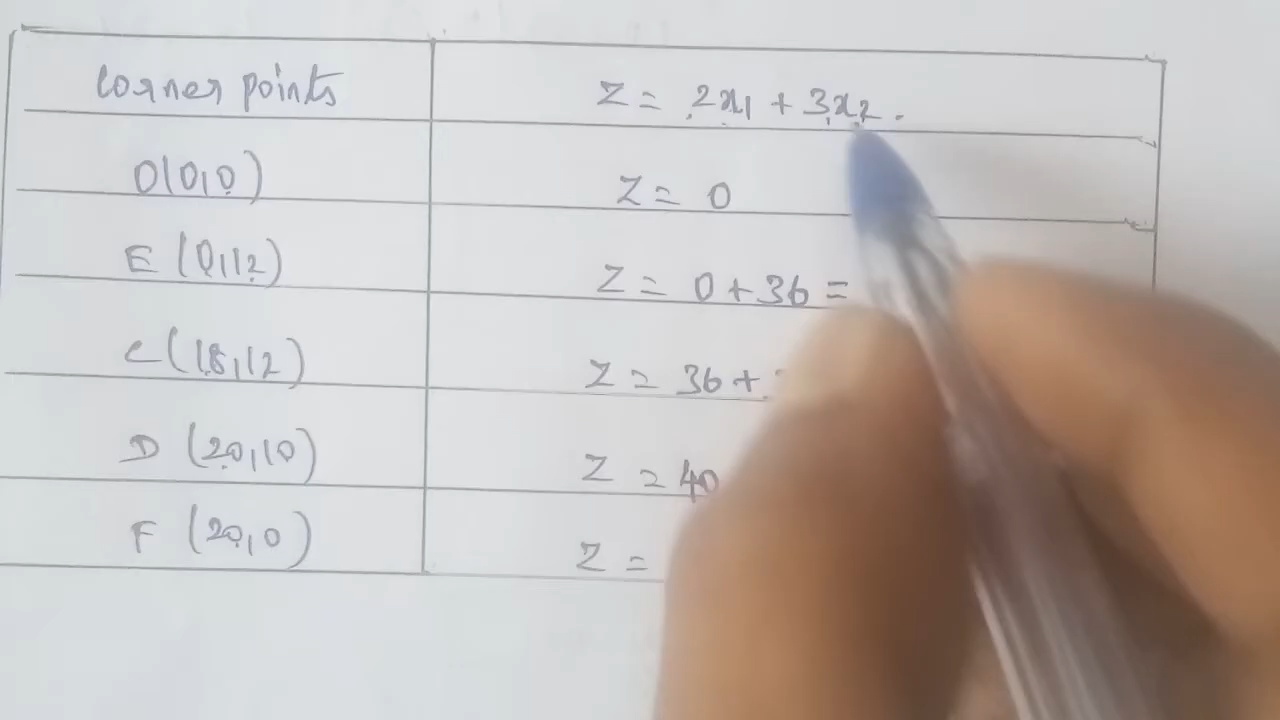 Corner points Z = 2x1 + 3x2.
O(0,0) Z = 0
E (0,12) Z = 0+36 =
C (18,12) Z = 36+
D (20,10) Z = 40
F (20,0) Z =